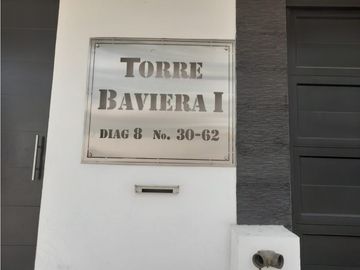 TORRE
BAVIERA I
DIAG 8 No. 30-62